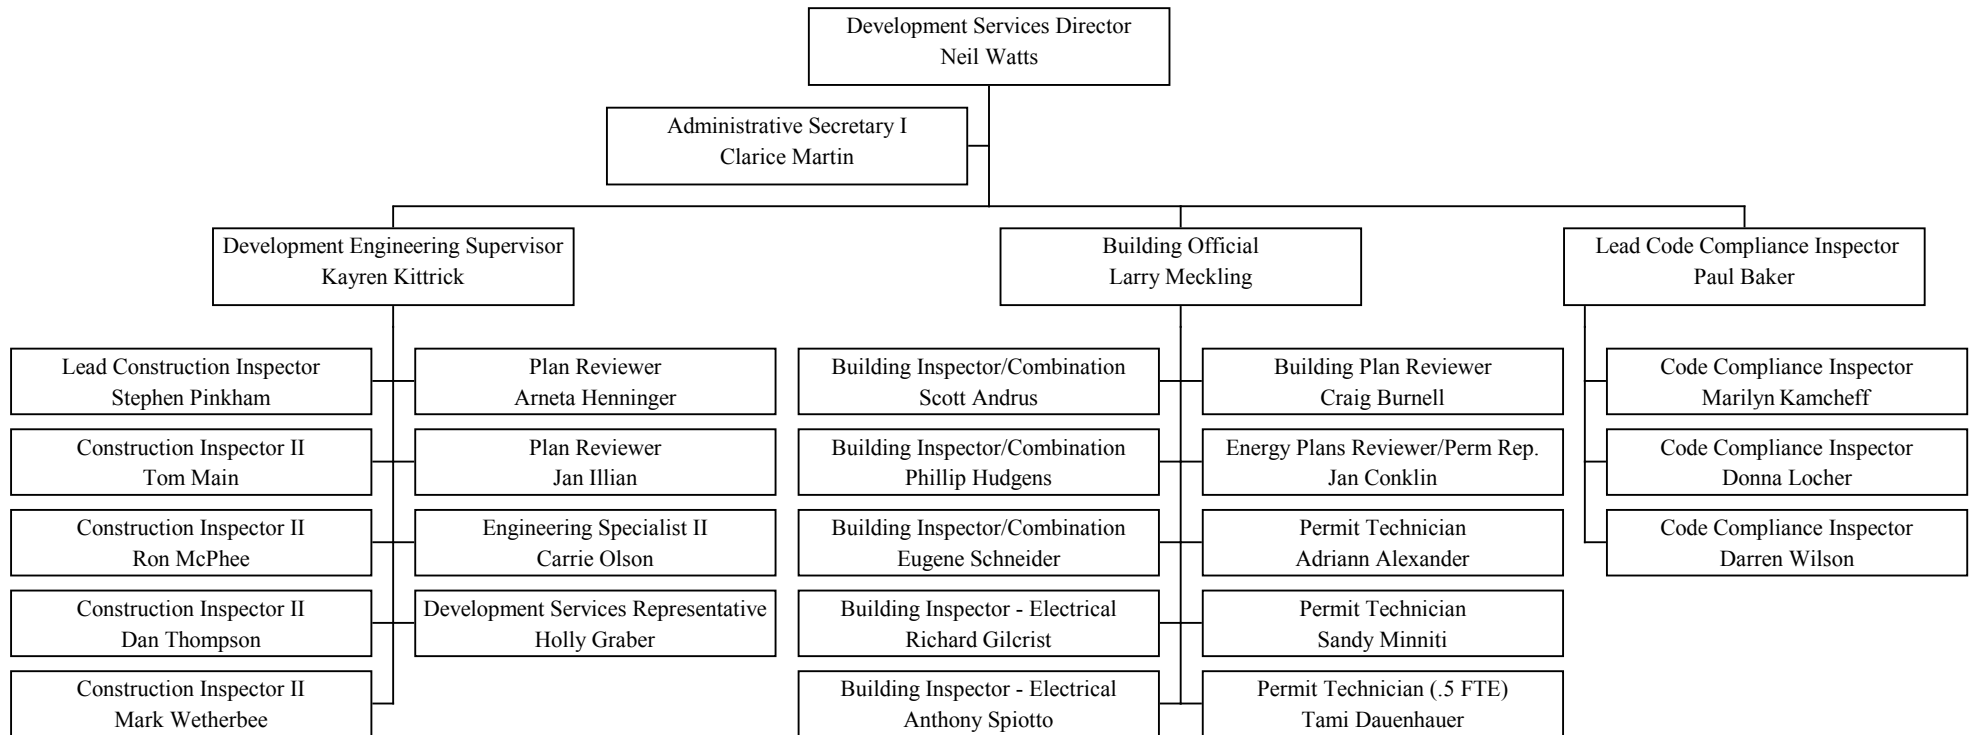 Development Services Director
Neil Watts
Administrative Secretary I
Clarice Martin
Development Engineering Supervisor
Kayren Kittrick
Building Official
Larry Meckling
Lead Code Compliance Inspector
Paul Baker
Lead Construction Inspector
Stephen Pinkham
Plan Reviewer
Arneta Henninger
Construction Inspector II
Tom Main
Plan Reviewer
Jan Illian
Construction Inspector II
Ron McPhee
Engineering Specialist II
Carrie Olson
Construction Inspector II
Dan Thompson
Development Services Representative
Holly Graber
Construction Inspector II
Mark Wetherbee
Building Inspector/Combination
Scott Andrus
Building Plan Reviewer
Craig Burnell
Building Inspector/Combination
Phillip Hudgens
Energy Plans Reviewer/Perm Rep.
Jan Conklin
Building Inspector/Combination
Eugene Schneider
Permit Technician
Adriann Alexander
Building Inspector - Electrical
Richard Gilcrist
Permit Technician
Sandy Minniti
Building Inspector - Electrical
Anthony Spiotto
Permit Technician (.5 FTE)
Tami Dauenhauer
Code Compliance Inspector
Marilyn Kamcheff
Code Compliance Inspector
Donna Locher
Code Compliance Inspector
Darren Wilson